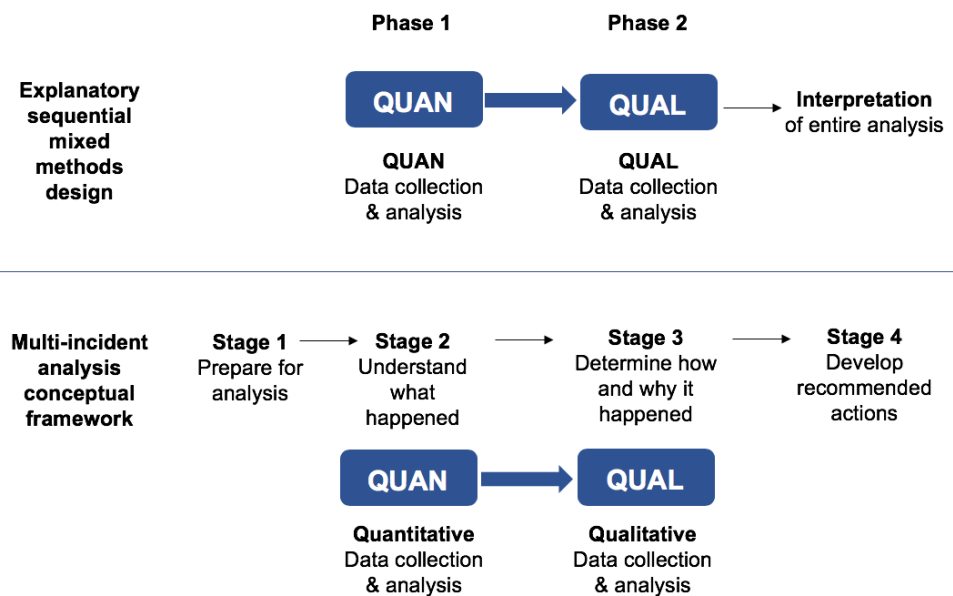 Phase 1
Phase 2
Explanatory
sequential
mixed
methods
design
QUAN
QUAL
Interpretation
of entire analysis
QUAN
Data collection
& analysis
QUAL
Data collection
& analysis
Multi-incident
analysis
conceptual
framework
Stage 1
Prepare for
analysis
Stage 2
Understand
what
happened
Stage 3
Determine how
and why it
happened
Stage 4
Develop
recommended
actions
QUAN
QUAL
Quantitative
Data collection
& analysis
Qualitative
Data collection
& analysis